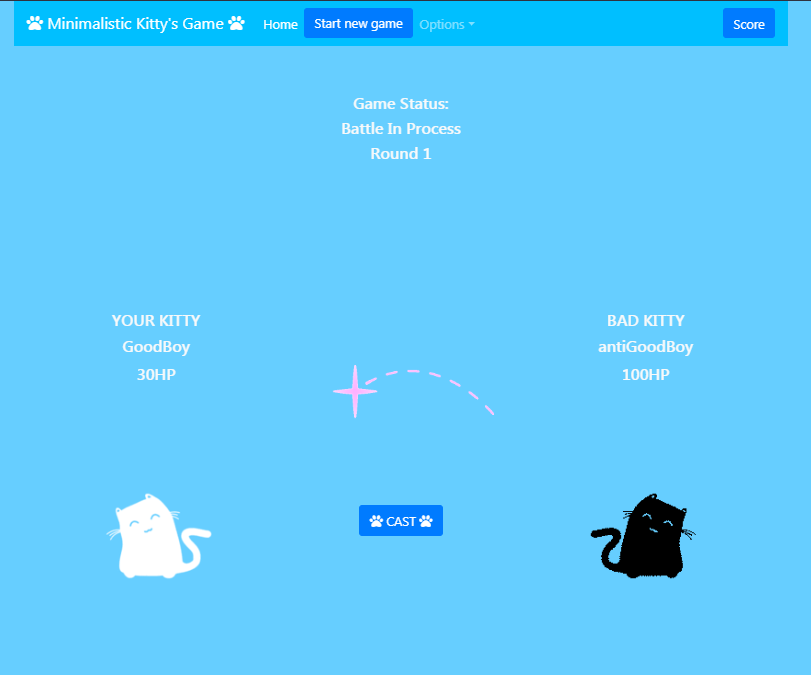 Minimalistic Kitty's Game Home Start new game Options Score
Game Status:
Battle In Process
Round 1
YOUR KITTY
GoodBoy
30HP
BAD KITTY
antiGoodBoy
100HP
CAST